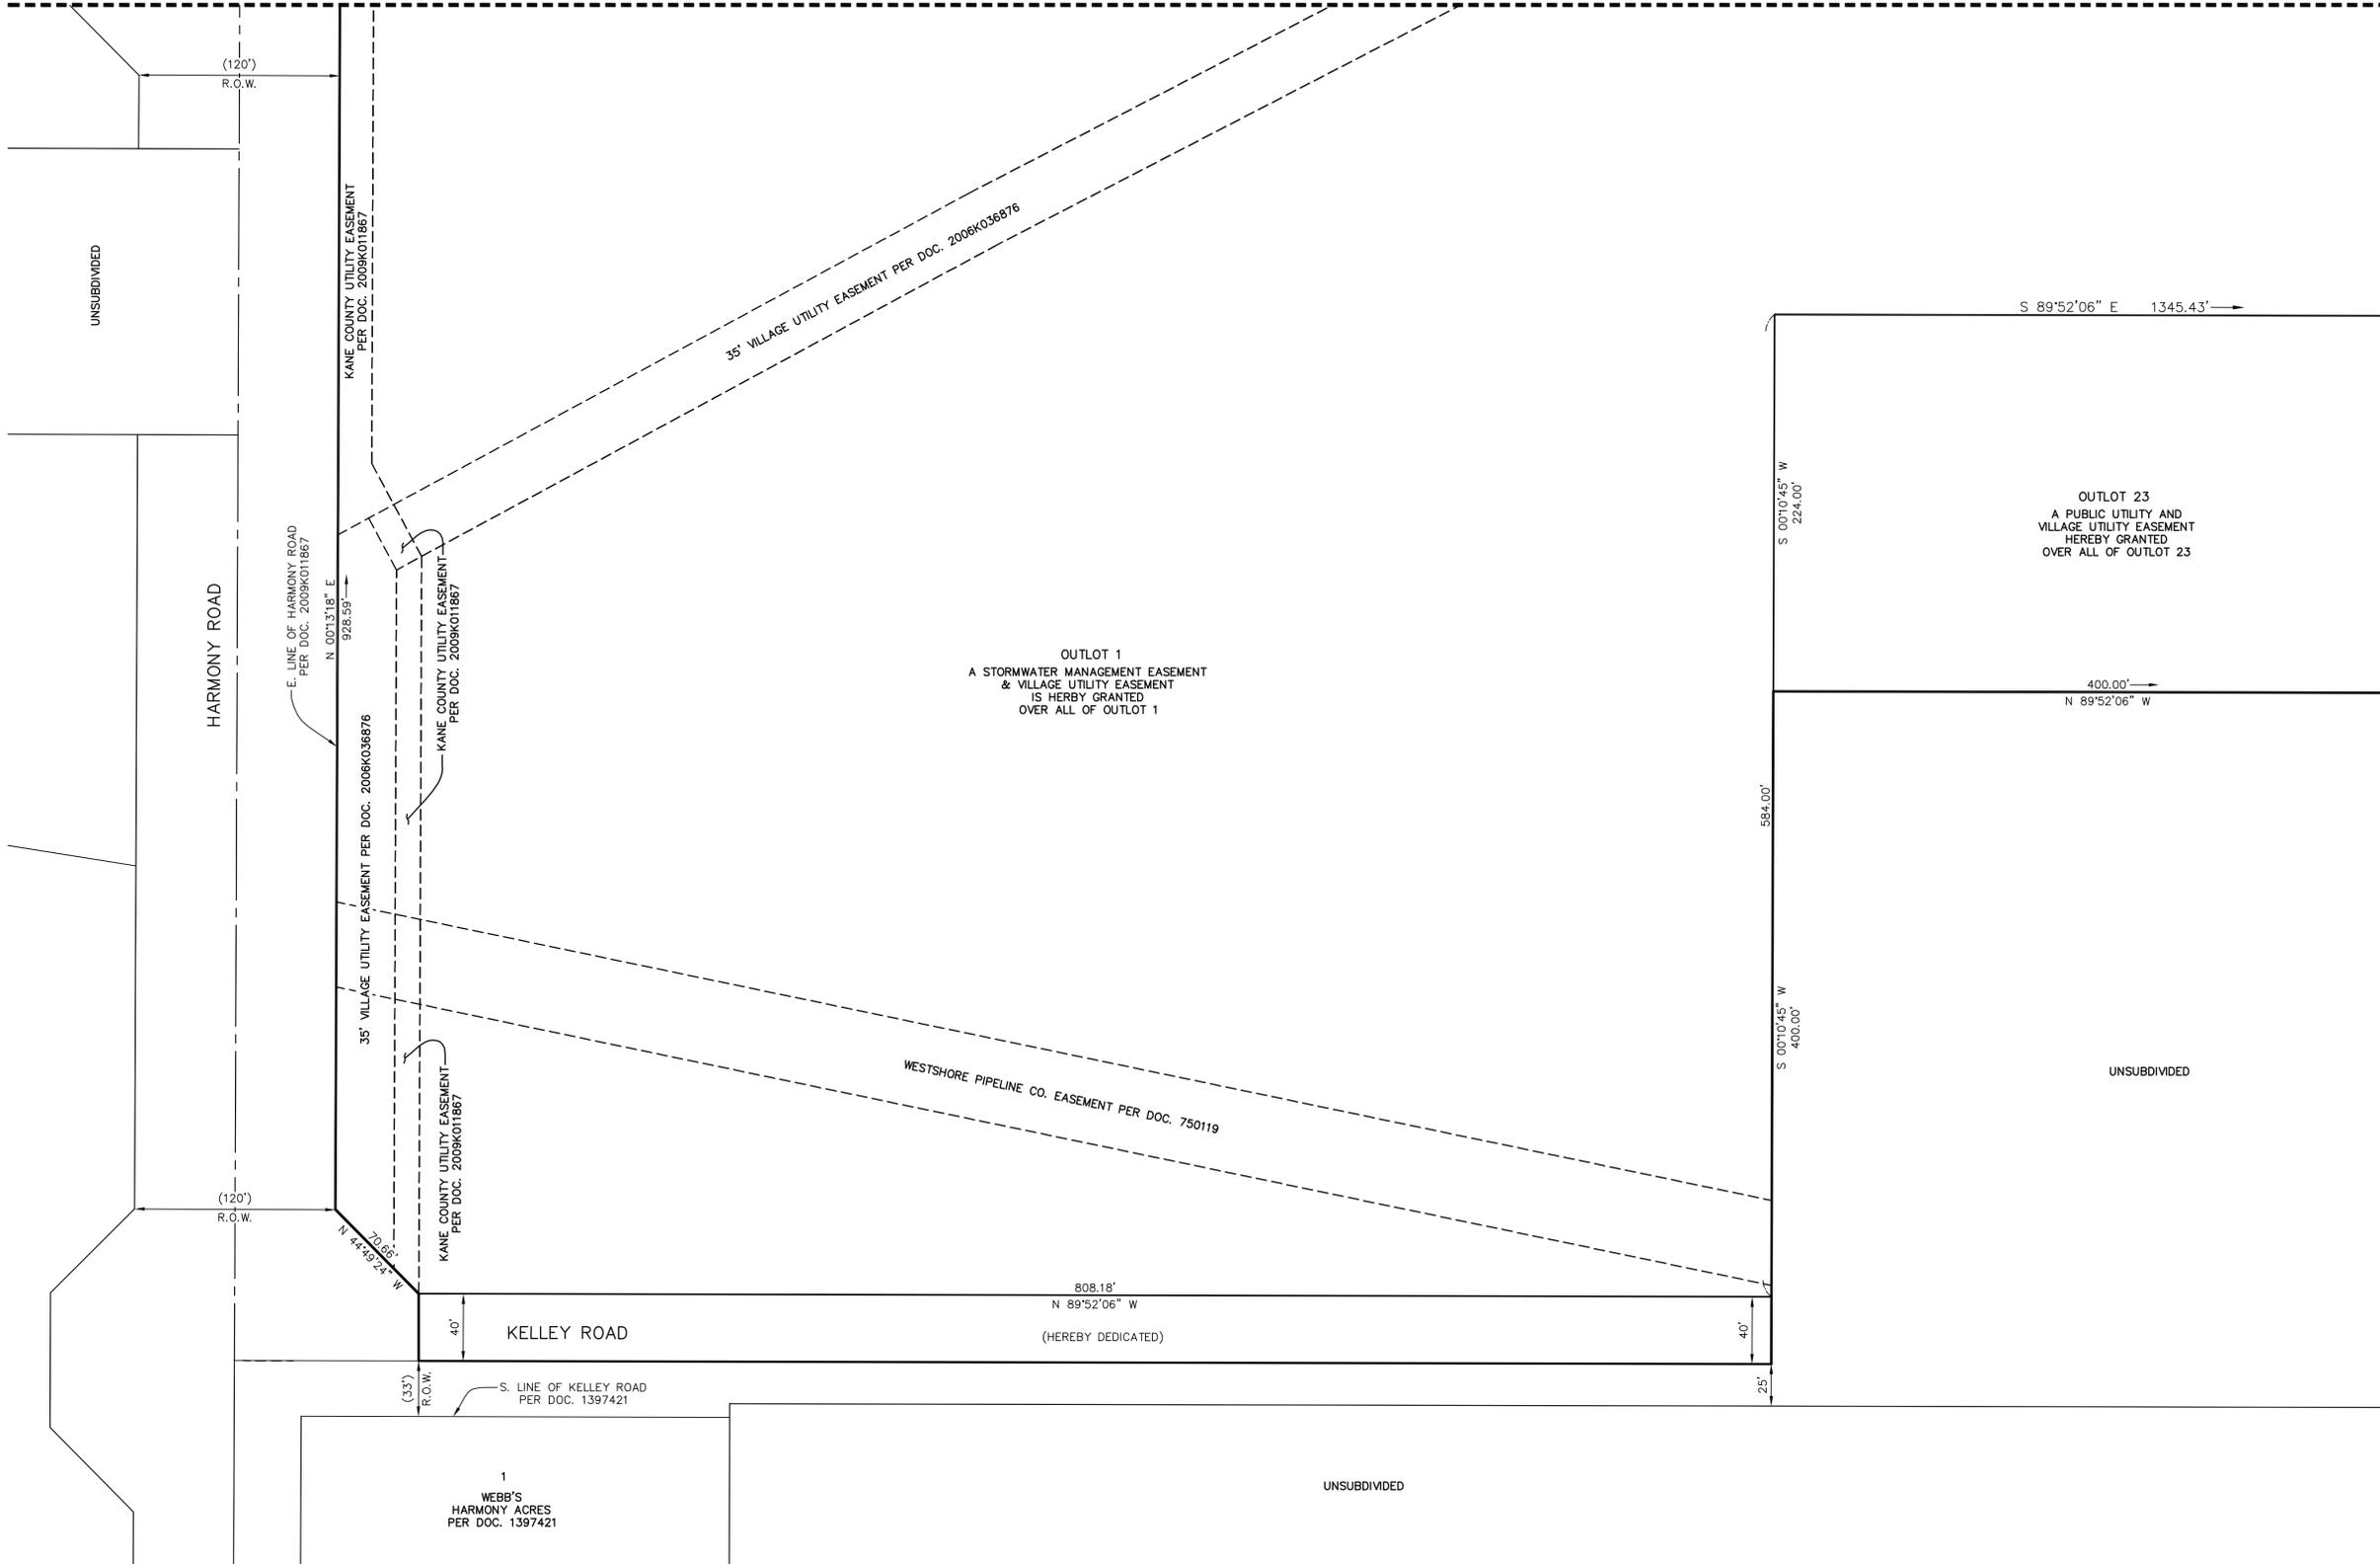 (120')
R.O.W.
UNSUBDIVIDED
KANE COUNTY UTILITY EASEMENT
PER DOC. 2009K011867
35' VILLAGE UTILITY EASEMENT PER DOC. 2006K036876
S 89°52'06" E 1345.43'
S 00°10'45" W
224.00'
OUTLOT 23
A PUBLIC UTILITY AND
VILLAGE UTILITY EASEMENT
HEREBY GRANTED
OVER ALL OF OUTLOT 23
HARMONY ROAD
E. LINE OF HARMONY ROAD
PER DOC. 2009K011867
N 00°13'18" E
928.59'
KANE COUNTY UTILITY EASEMENT
PER DOC. 2009K011867
OUTLOT 1
A STORMWATER MANAGEMENT EASEMENT
& VILLAGE UTILITY EASEMENT
IS HERBY GRANTED
OVER ALL OF OUTLOT 1
400.00'
N 89°52'06" W
584.00'
35' VILLAGE UTILITY EASEMENT PER DOC. 2006K036876
S 00°10'45" W
400.00'
UNSUBDIVIDED
WESTSHORE PIPELINE CO. EASEMENT PER DOC. 750119
KANE COUNTY UTILITY EASEMENT
PER DOC. 2009K011867
(120')
R.O.W.
70.66'
N 44°49'24" W
808.18'
N 89°52'06" W
40'
KELLEY ROAD
(HEREBY DEDICATED)
40'
(33')
R.O.W.
S. LINE OF KELLEY ROAD
PER DOC. 1397421
25'
1
WEBB'S
HARMONY ACRES
PER DOC. 1397421
UNSUBDIVIDED